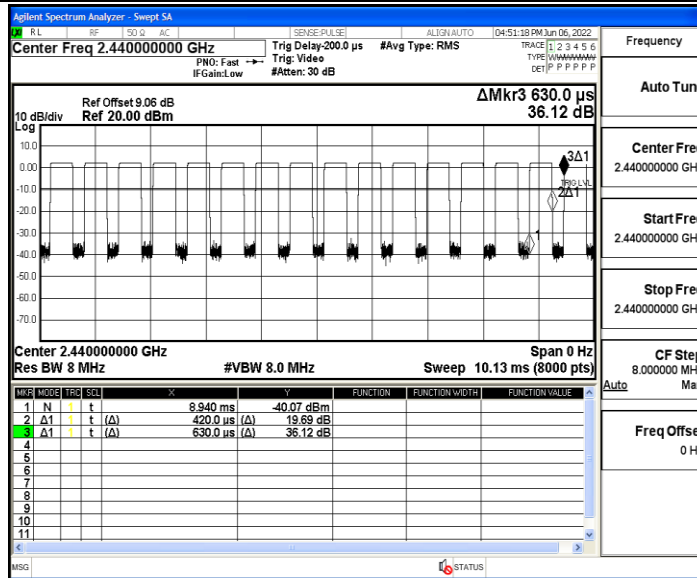 Agilent Spectrum Analyzer - Swept SA
RL RF 50 Ω AC SENSE:PULSE ALIGN AUTO 04:51:18 PM Jun 06, 2022
Center Freq 2.440000000 GHz
Trig Delay-200.0 µs #Avg Type: RMS TRACE 1 2 3 4 5 6
PNO: Fast Trig: Video TYPE WWWWWW
IFGain:Low #Atten: 30 dB DET P P P P P P
ΔMkr3 630.0 µs
36.12 dB
Ref Offset 9.06 dB
10 dB/div Ref 20.00 dBm
Log
10.0
0.00
-10.0
-20.0
-30.0
-40.0
-50.0
-60.0
-70.0
3Δ1
TRIG LVL
2Δ1
1
Center 2.440000000 GHz Span 0 Hz
Res BW 8 MHz #VBW 8.0 MHz Sweep 10.13 ms (8000 pts)
MKR MODE TRC SCL X Y FUNCTION FUNCTION WIDTH FUNCTION VALUE
1 N 1 t 8.940 ms -40.07 dBm
2 Δ1 1 t (Δ) 420.0 µs (Δ) 19.69 dB
3 Δ1 1 t (Δ) 630.0 µs (Δ) 36.12 dB
4
5
6
7
8
9
10
11
MSG STATUS
Frequency
Auto Tun
Center Fre
2.440000000 GH
Start Fre
2.440000000 GH
Stop Fre
2.440000000 GH
CF Step
8.000000 MH
Auto Ma
Freq Offse
0 H